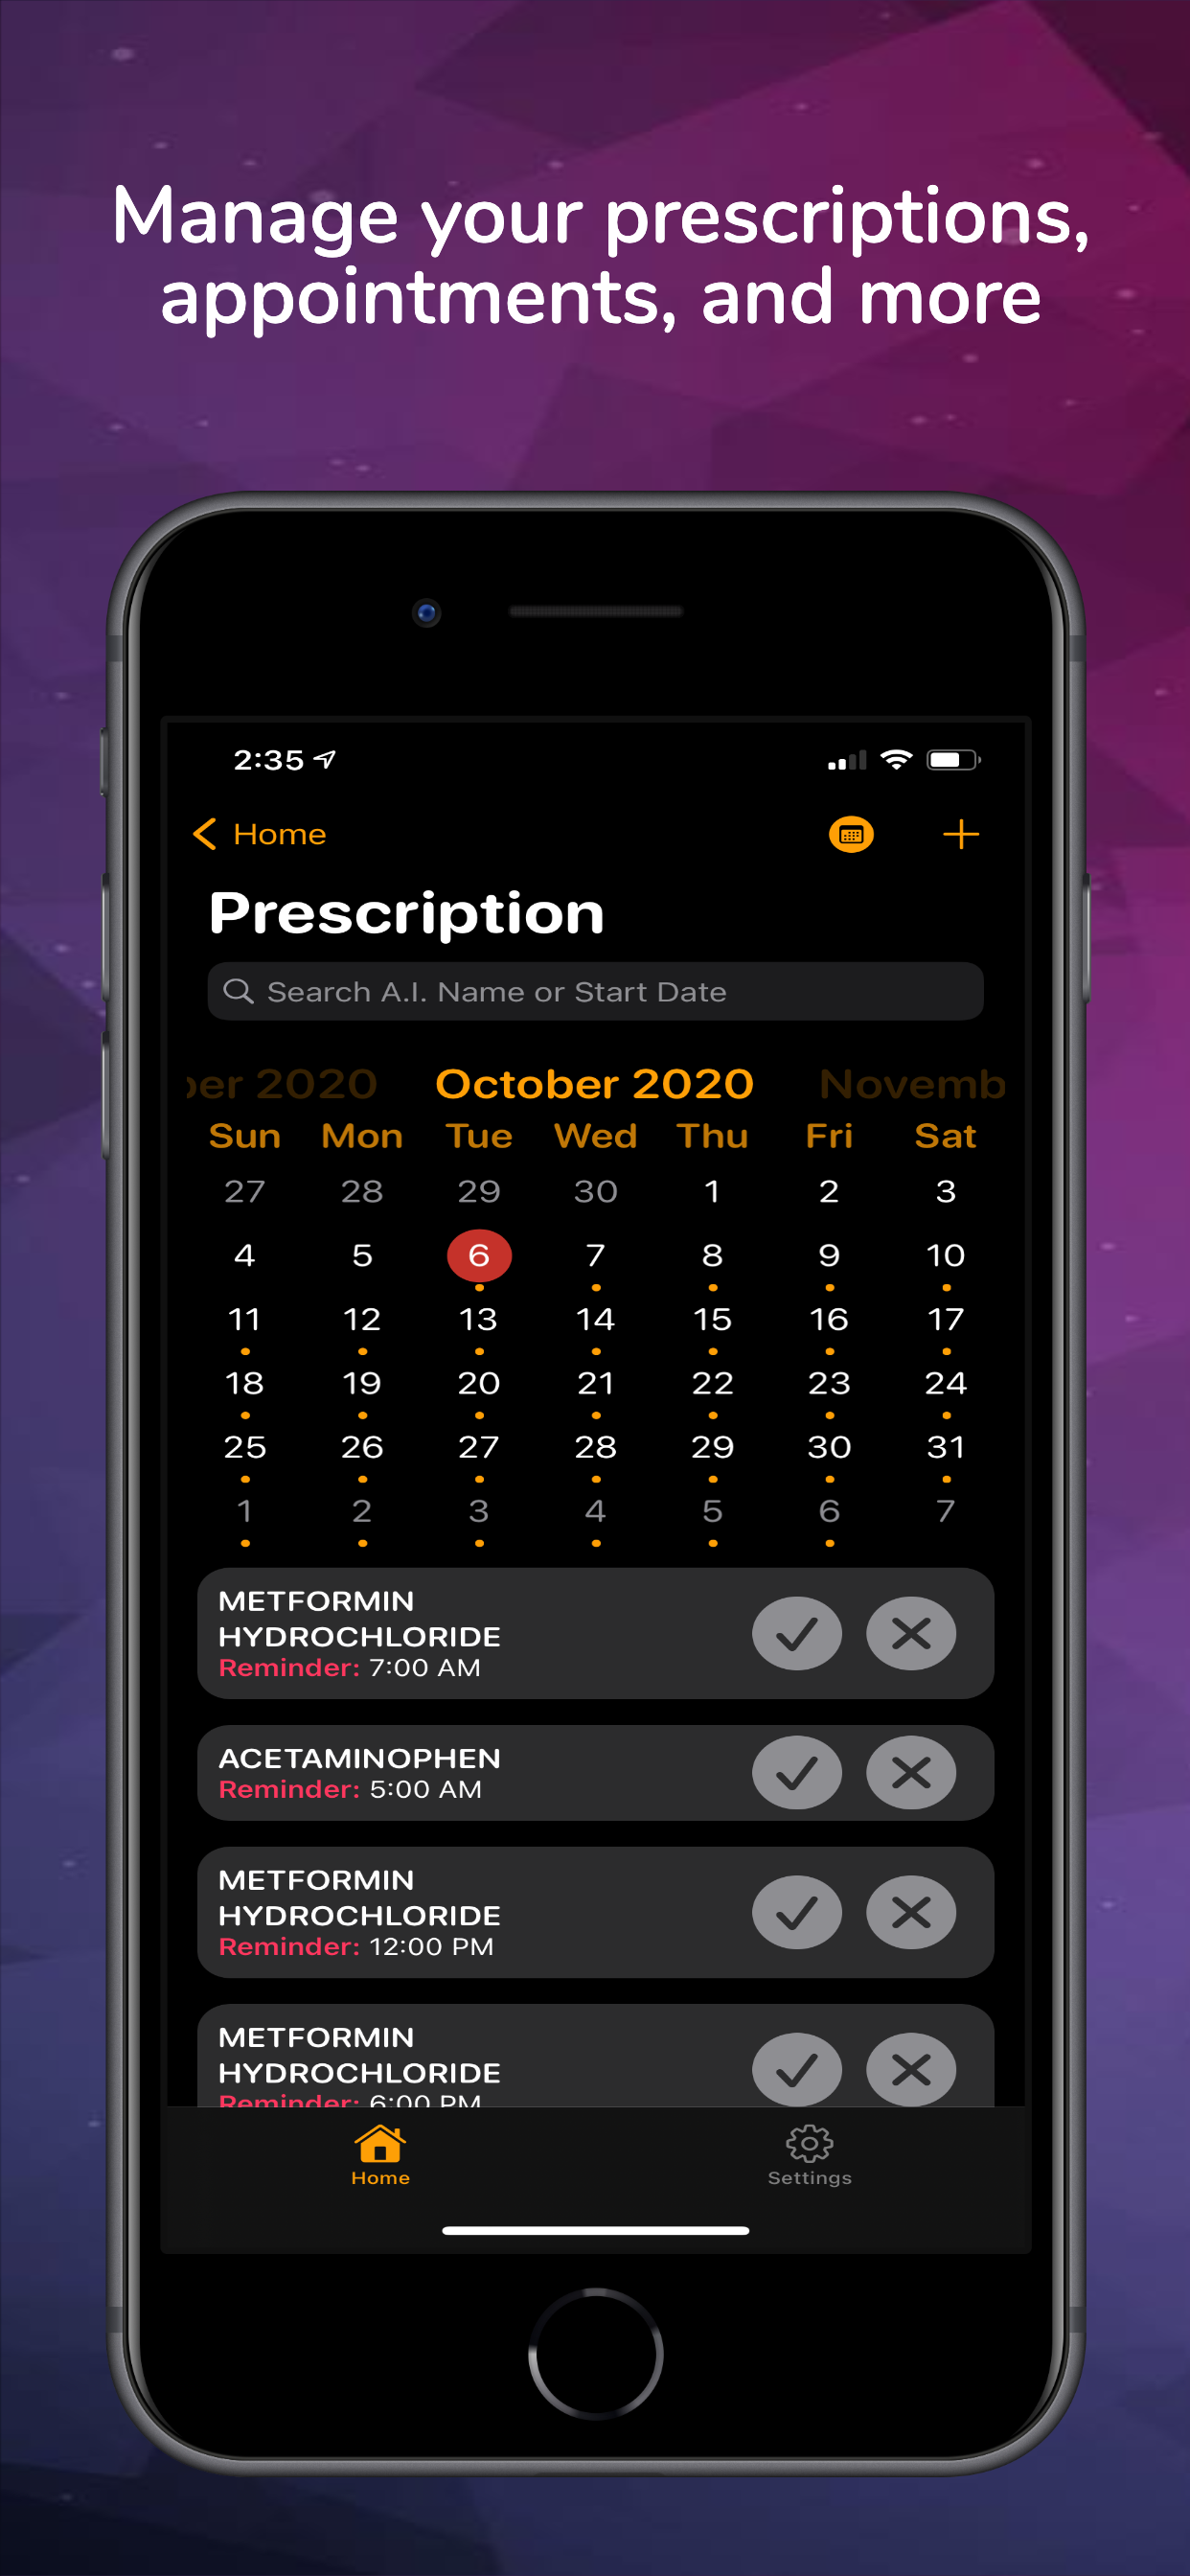 Manage your prescriptions,
appointments, and more
2:35
Home
Prescription
Search A.I. Name or Start Date
ber 2020 October 2020 Novemb
Sun Mon Tue Wed Thu Fri Sat
27 28 29 30 1 2 3
4 5 6 7 8 9 10
11 12 13 14 15 16 17
18 19 20 21 22 23 24
25 26 27 28 29 30 31
1 2 3 4 5 6 7
METFORMIN
HYDROCHLORIDE
Reminder: 7:00 AM
ACETAMINOPHEN
Reminder: 5:00 AM
METFORMIN
HYDROCHLORIDE
Reminder: 12:00 PM
METFORMIN
HYDROCHLORIDE
Reminder: 6:00 PM
Home Settings